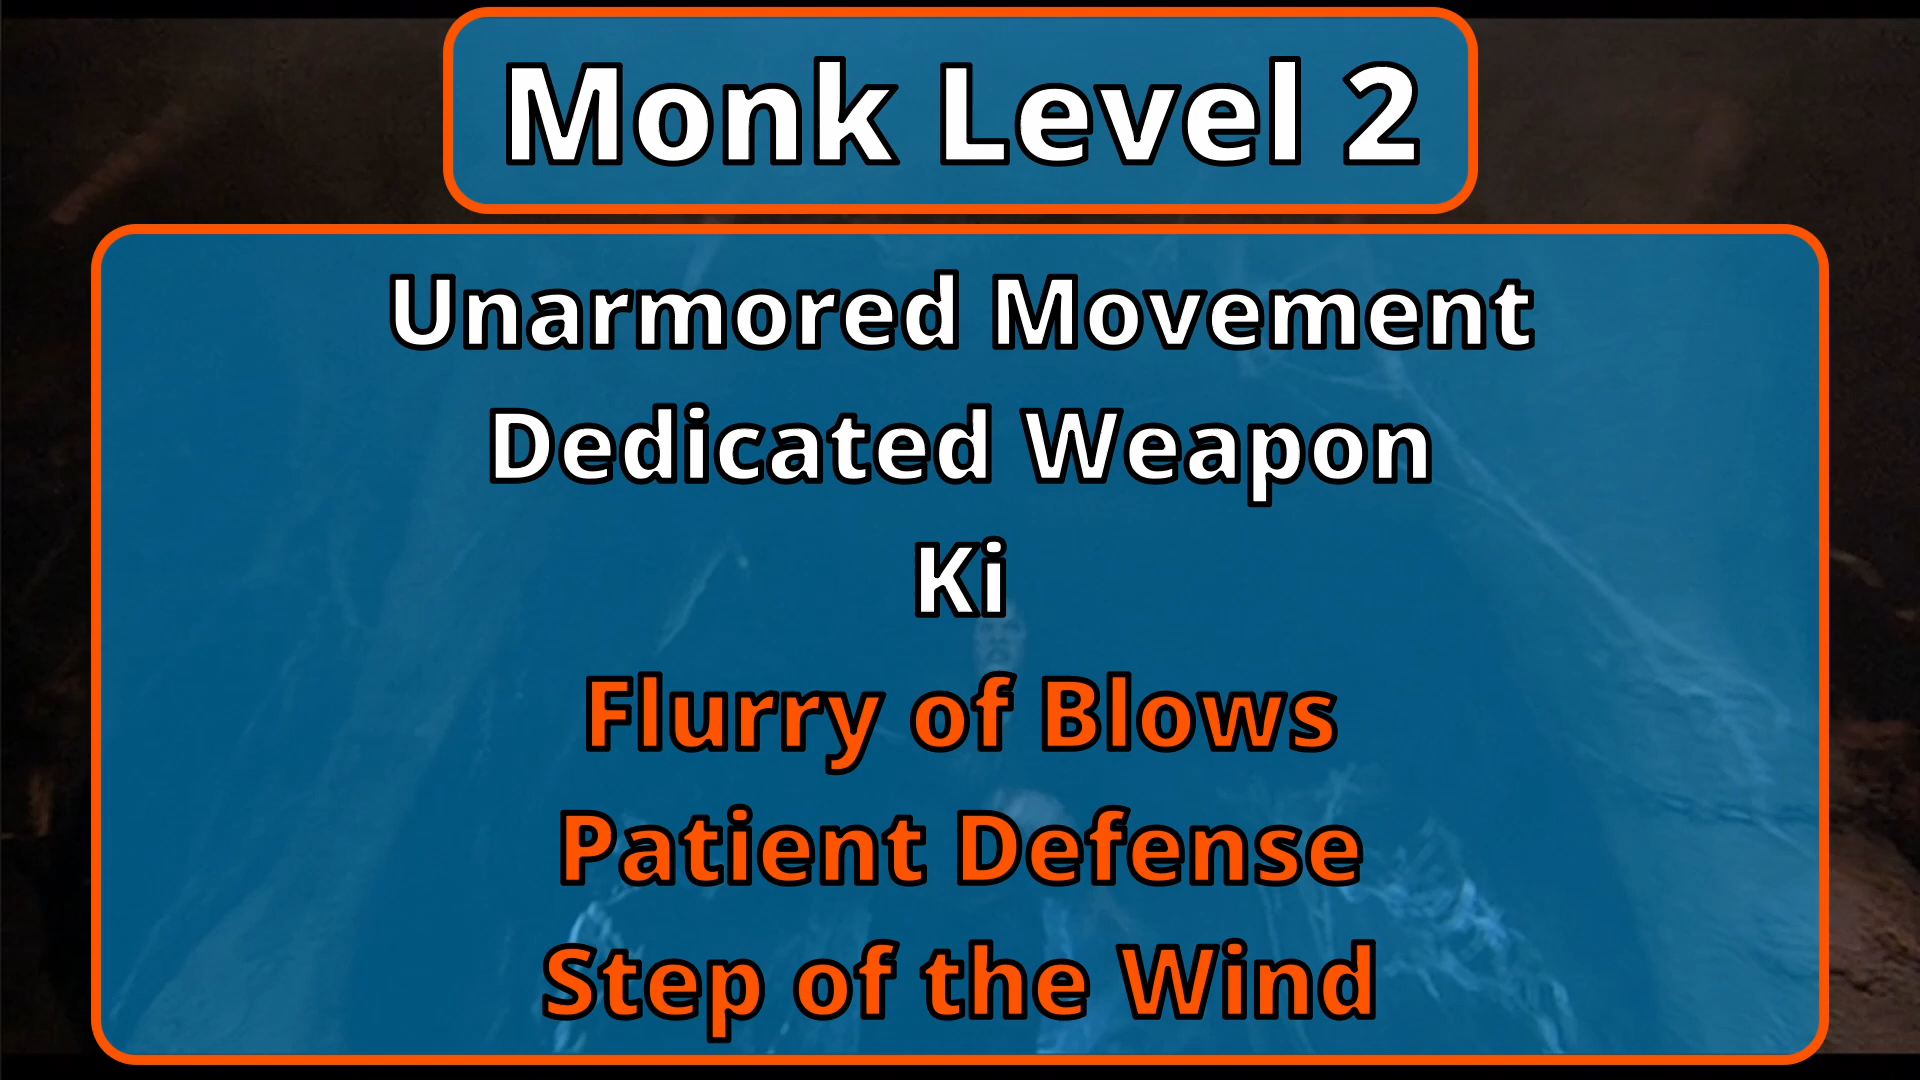 Monk Level 2
Unarmored Movement
Dedicated Weapon
Ki
Flurry of Blows
Patient Defense
Step of the Wind